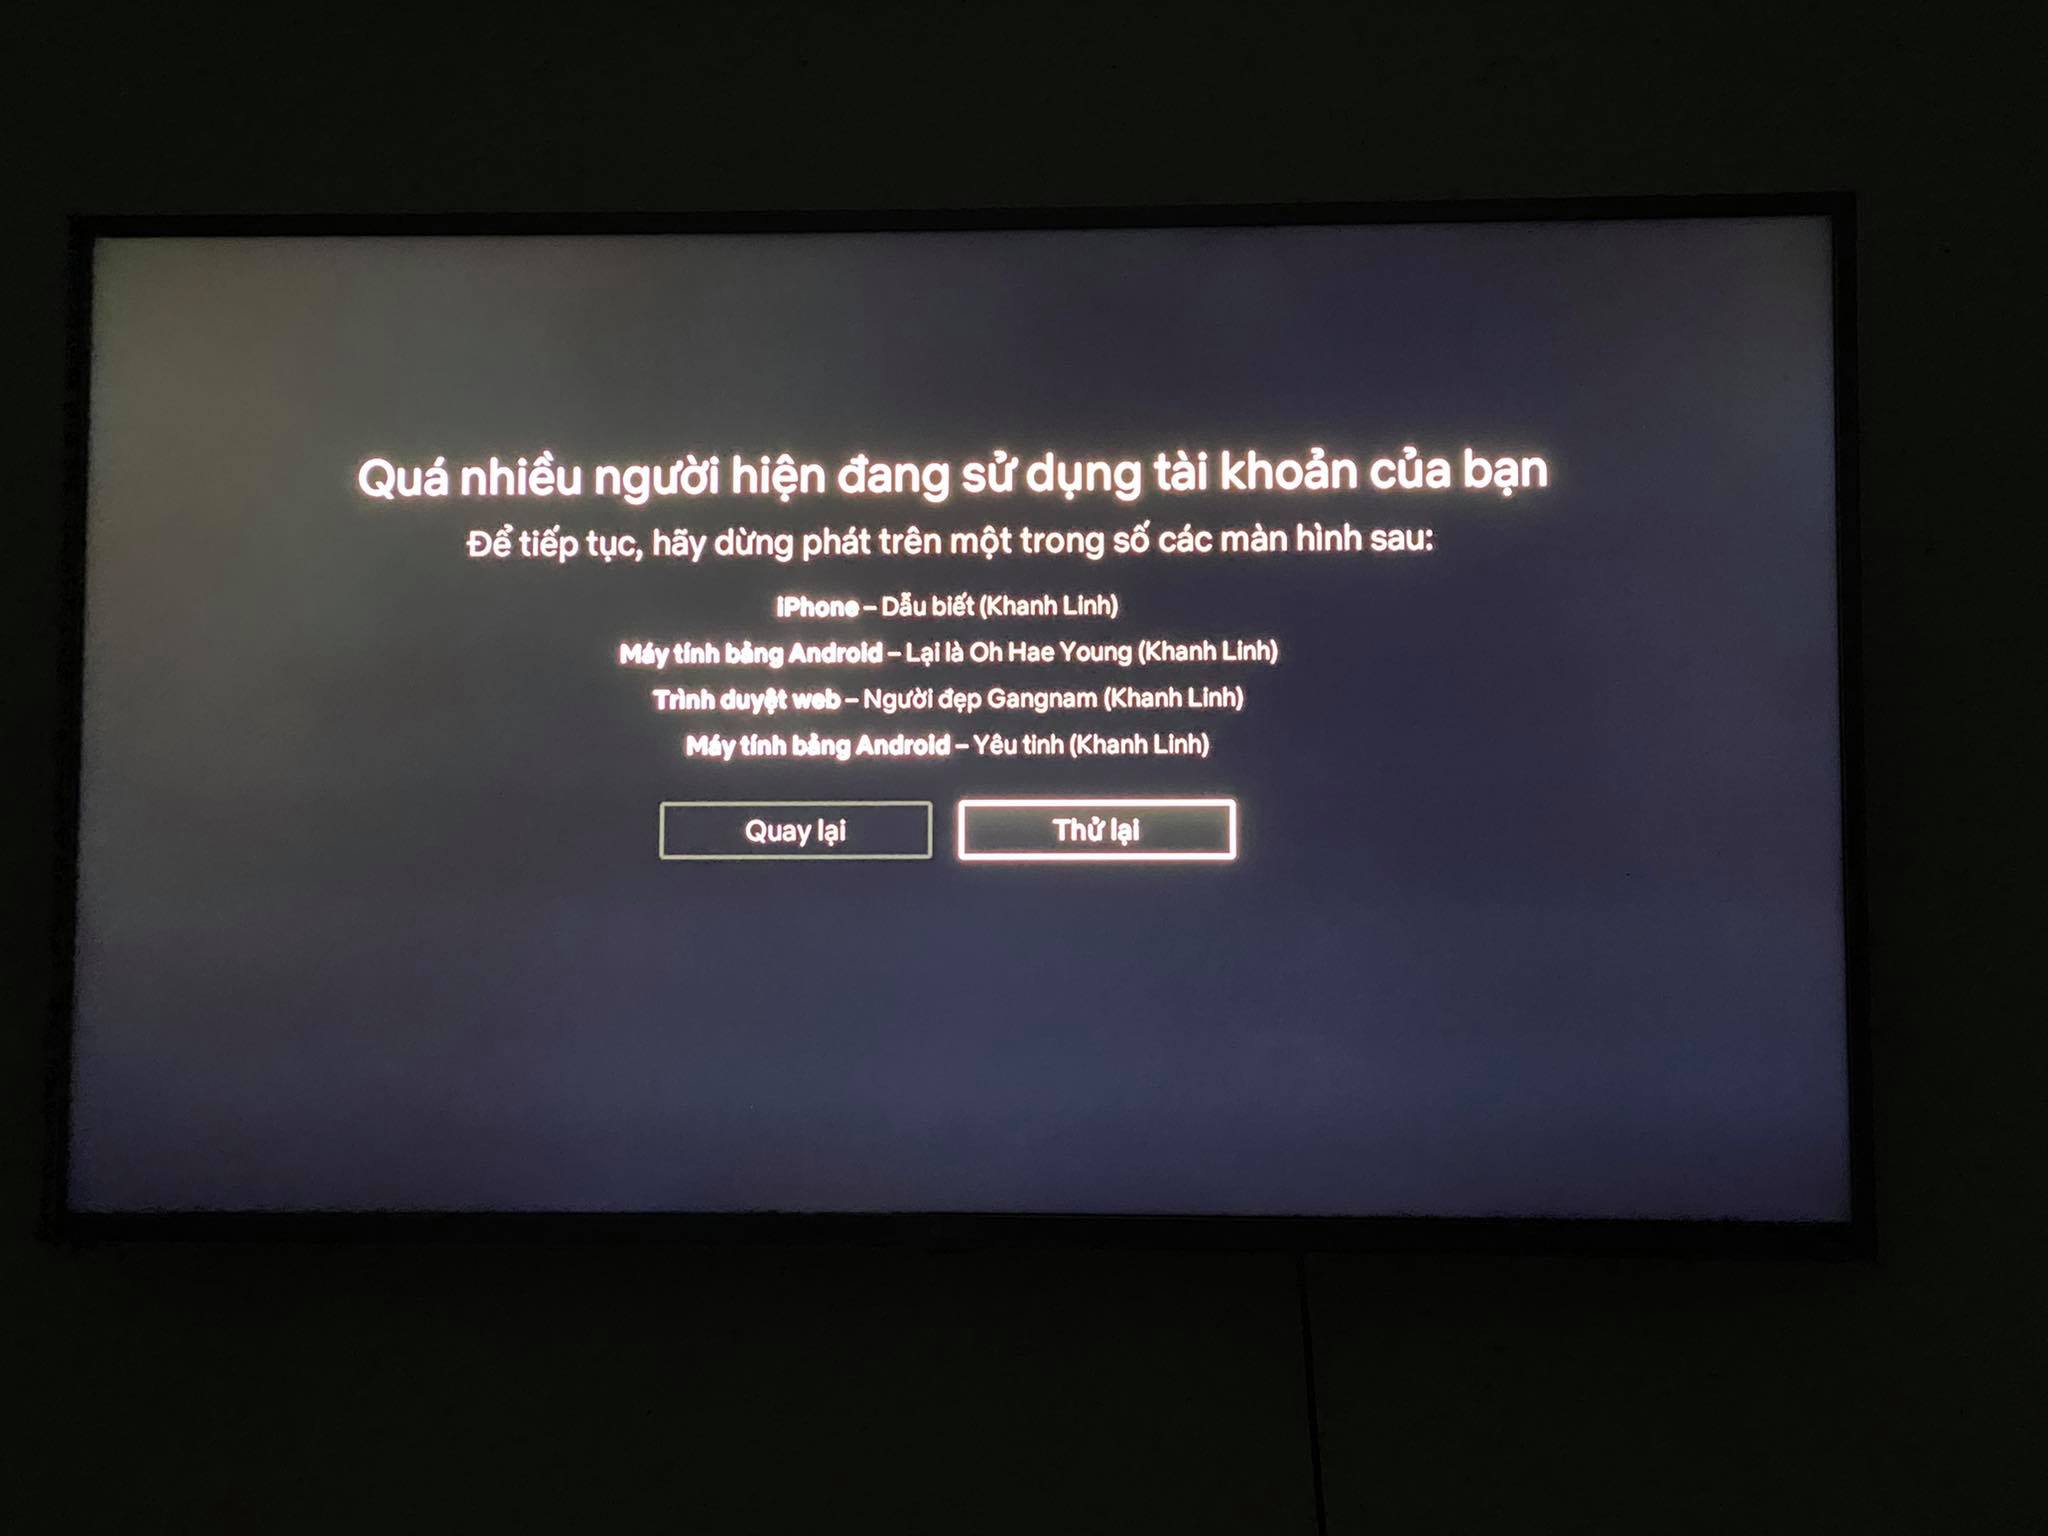 Quá nhiều người hiện đang sử dụng tài khoản của bạn
Để tiếp tục, hãy dừng phát trên một trong số các màn hình sau:
iPhone – Dẫu biết (Khanh Linh)
Máy tính bảng Android – Lại là Oh Hae Young (Khanh Linh)
Trình duyệt web – Người đẹp Gangnam (Khanh Linh)
Máy tính bảng Android – Yêu tinh (Khanh Linh)
Quay lại
Thử lại